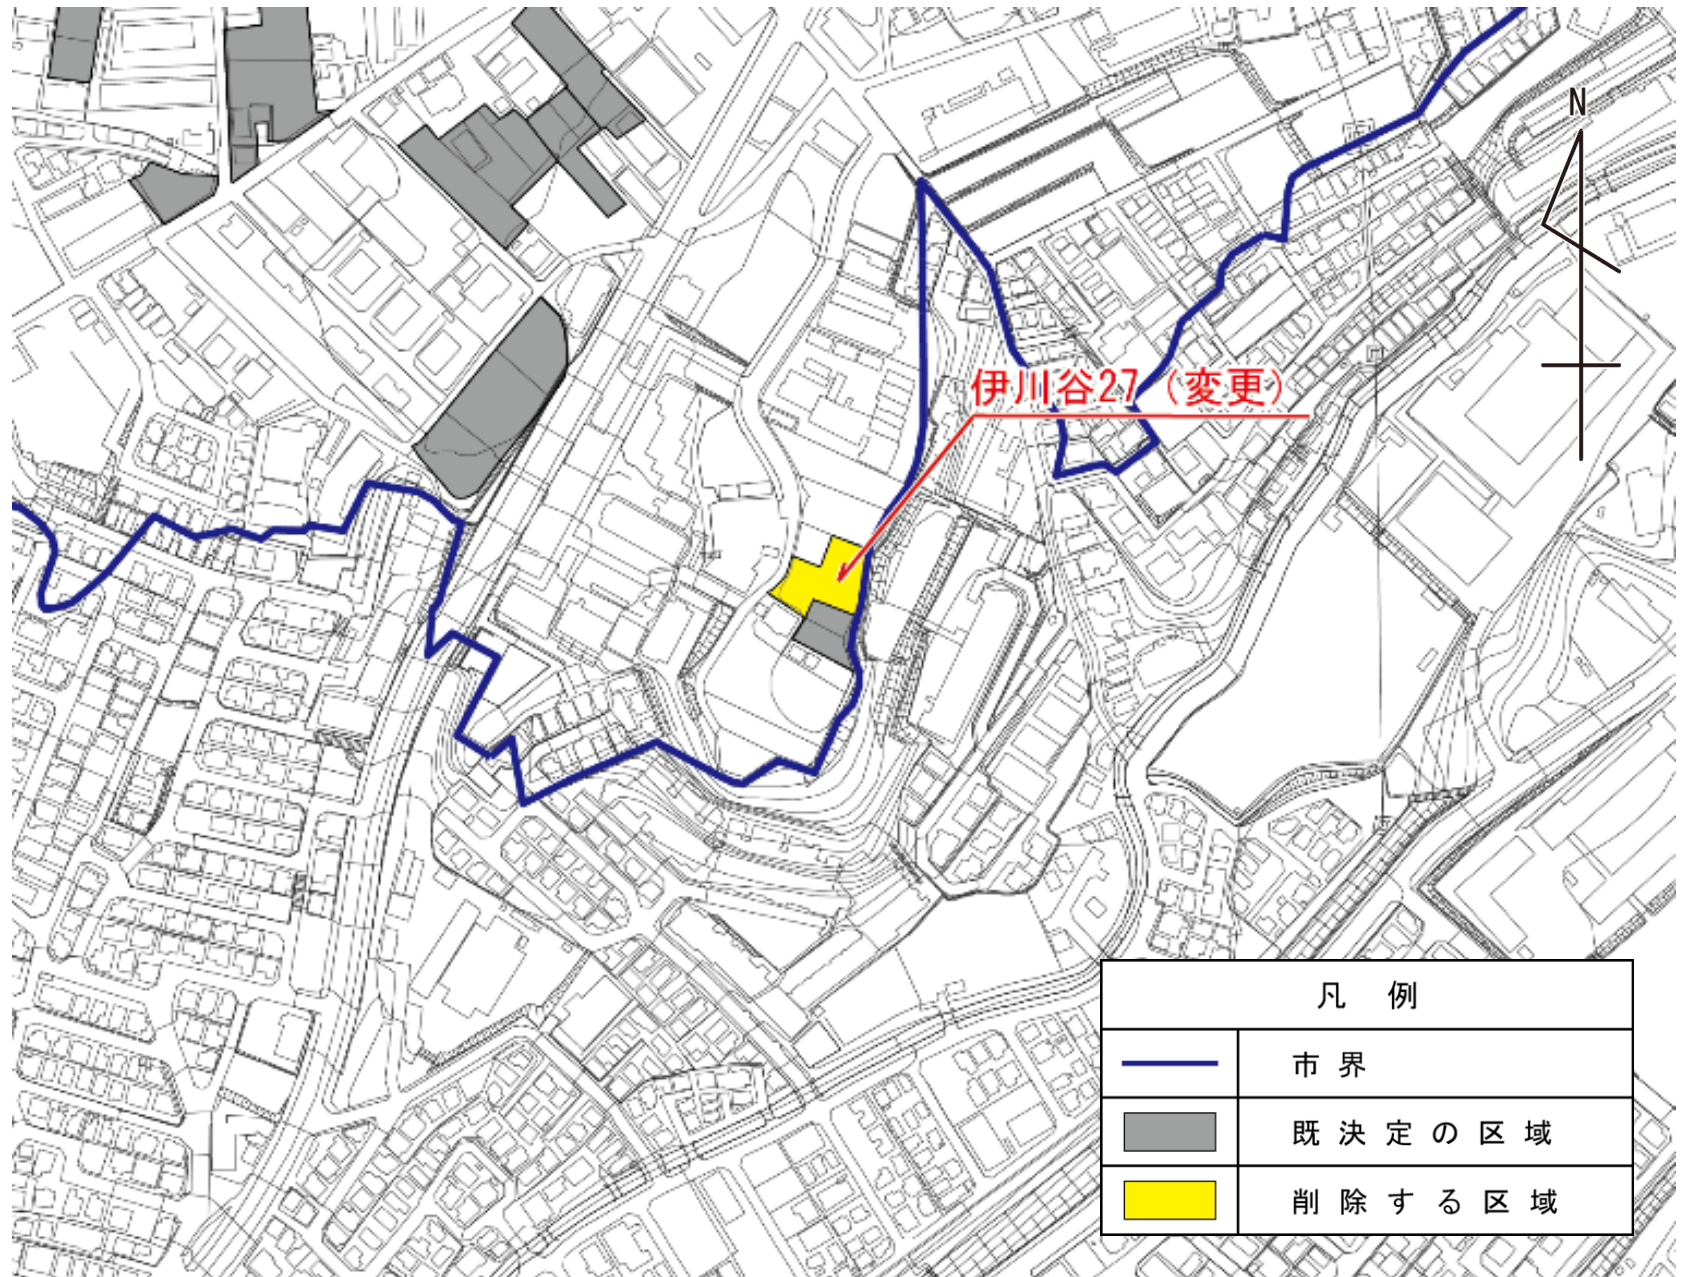 N
伊川谷27（変更）
凡 例
市 界
既 決 定 の 区 域
削 除 す る 区 域